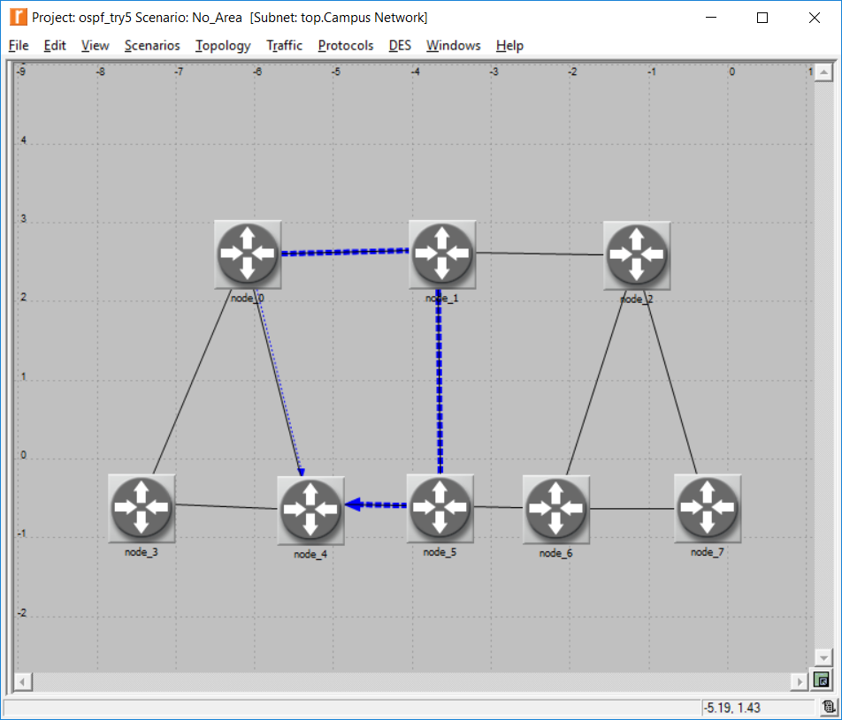 Project: ospf_try5 Scenario: No_Area [Subnet: top.Campus Network]
File Edit View Scenarios Topology Traffic Protocols DES Windows Help
-9 -8 -7 -6 -5 -4 -3 -2 -1 0 1
4
3
node_0 node_1 node_2
2
1
0
-1
node_3 node_4 node_5 node_6 node_7
-2
-5.19, 1.43